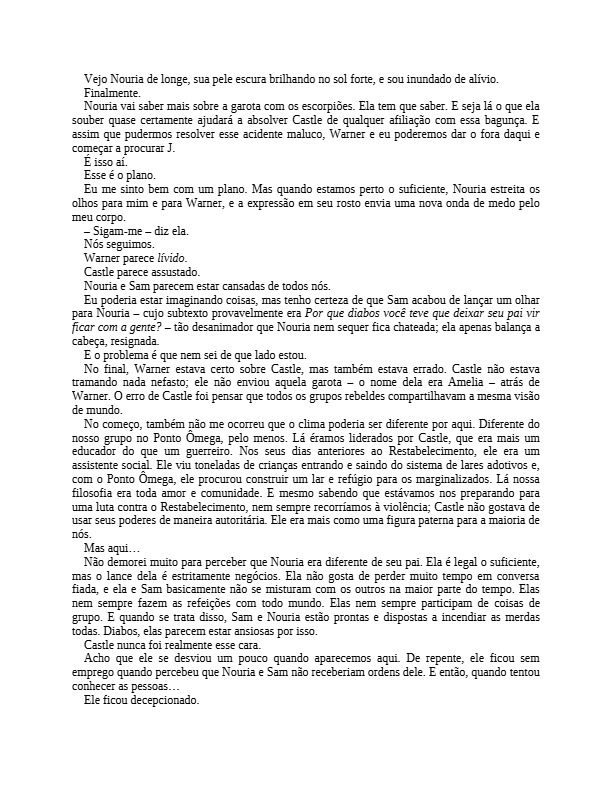 Vejo Nouria de longe, sua pele escura brilhando no sol forte, e sou inundado de alívio.
Finalmente.
Nouria vai saber mais sobre a garota com os escorpiões. Ela tem que saber. E seja lá o que ela
souber quase certamente ajudará a absolver Castle de qualquer afiliação com essa bagunça. E
assim que pudermos resolver esse acidente maluco, Warner e eu poderemos dar o fora daqui e
começar a procurar J.
É isso aí.
Esse é o plano.
Eu me sinto bem com um plano. Mas quando estamos perto o suficiente, Nouria estreita os
olhos para mim e para Warner, e a expressão em seu rosto envia uma nova onda de medo pelo
meu corpo.
– Sigam-me – diz ela.
Nós seguimos.
Warner parece lívido.
Castle parece assustado.
Nouria e Sam parecem estar cansadas de todos nós.
Eu poderia estar imaginando coisas, mas tenho certeza de que Sam acabou de lançar um olhar
para Nouria – cujo subtexto provavelmente era Por que diabos você teve que deixar seu pai vir
ficar com a gente? – tão desanimador que Nouria nem sequer fica chateada; ela apenas balança a
cabeça, resignada.
E o problema é que nem sei de que lado estou.
No final, Warner estava certo sobre Castle, mas também estava errado. Castle não estava
tramando nada nefasto; ele não enviou aquela garota – o nome dela era Amelia – atrás de
Warner. O erro de Castle foi pensar que todos os grupos rebeldes compartilhavam a mesma visão
de mundo.
No começo, também não me ocorreu que o clima poderia ser diferente por aqui. Diferente do
nosso grupo no Ponto Ômega, pelo menos. Lá éramos liderados por Castle, que era mais um
educador do que um guerreiro. Nos seus dias anteriores ao Restabelecimento, ele era um
assistente social. Ele viu toneladas de crianças entrando e saindo do sistema de lares adotivos e,
com o Ponto Ômega, ele procurou construir um lar e refúgio para os marginalizados. Lá nossa
filosofia era toda amor e comunidade. E mesmo sabendo que estávamos nos preparando para
uma luta contra o Restabelecimento, nem sempre recorríamos à violência; Castle não gostava de
usar seus poderes de maneira autoritária. Ele era mais como uma figura paterna para a maioria de
nós.
Mas aqui…
Não demorei muito para perceber que Nouria era diferente de seu pai. Ela é legal o suficiente,
mas o lance dela é estritamente negócios. Ela não gosta de perder muito tempo em conversa
fiada, e ela e Sam basicamente não se misturam com os outros na maior parte do tempo. Elas
nem sempre fazem as refeições com todo mundo. Elas nem sempre participam de coisas de
grupo. E quando se trata disso, Sam e Nouria estão prontas e dispostas a incendiar as merdas
todas. Diabos, elas parecem estar ansiosas por isso.
Castle nunca foi realmente esse cara.
Acho que ele se desviou um pouco quando aparecemos aqui. De repente, ele ficou sem
emprego quando percebeu que Nouria e Sam não receberiam ordens dele. E então, quando tentou
conhecer as pessoas…
Ele ficou decepcionado.